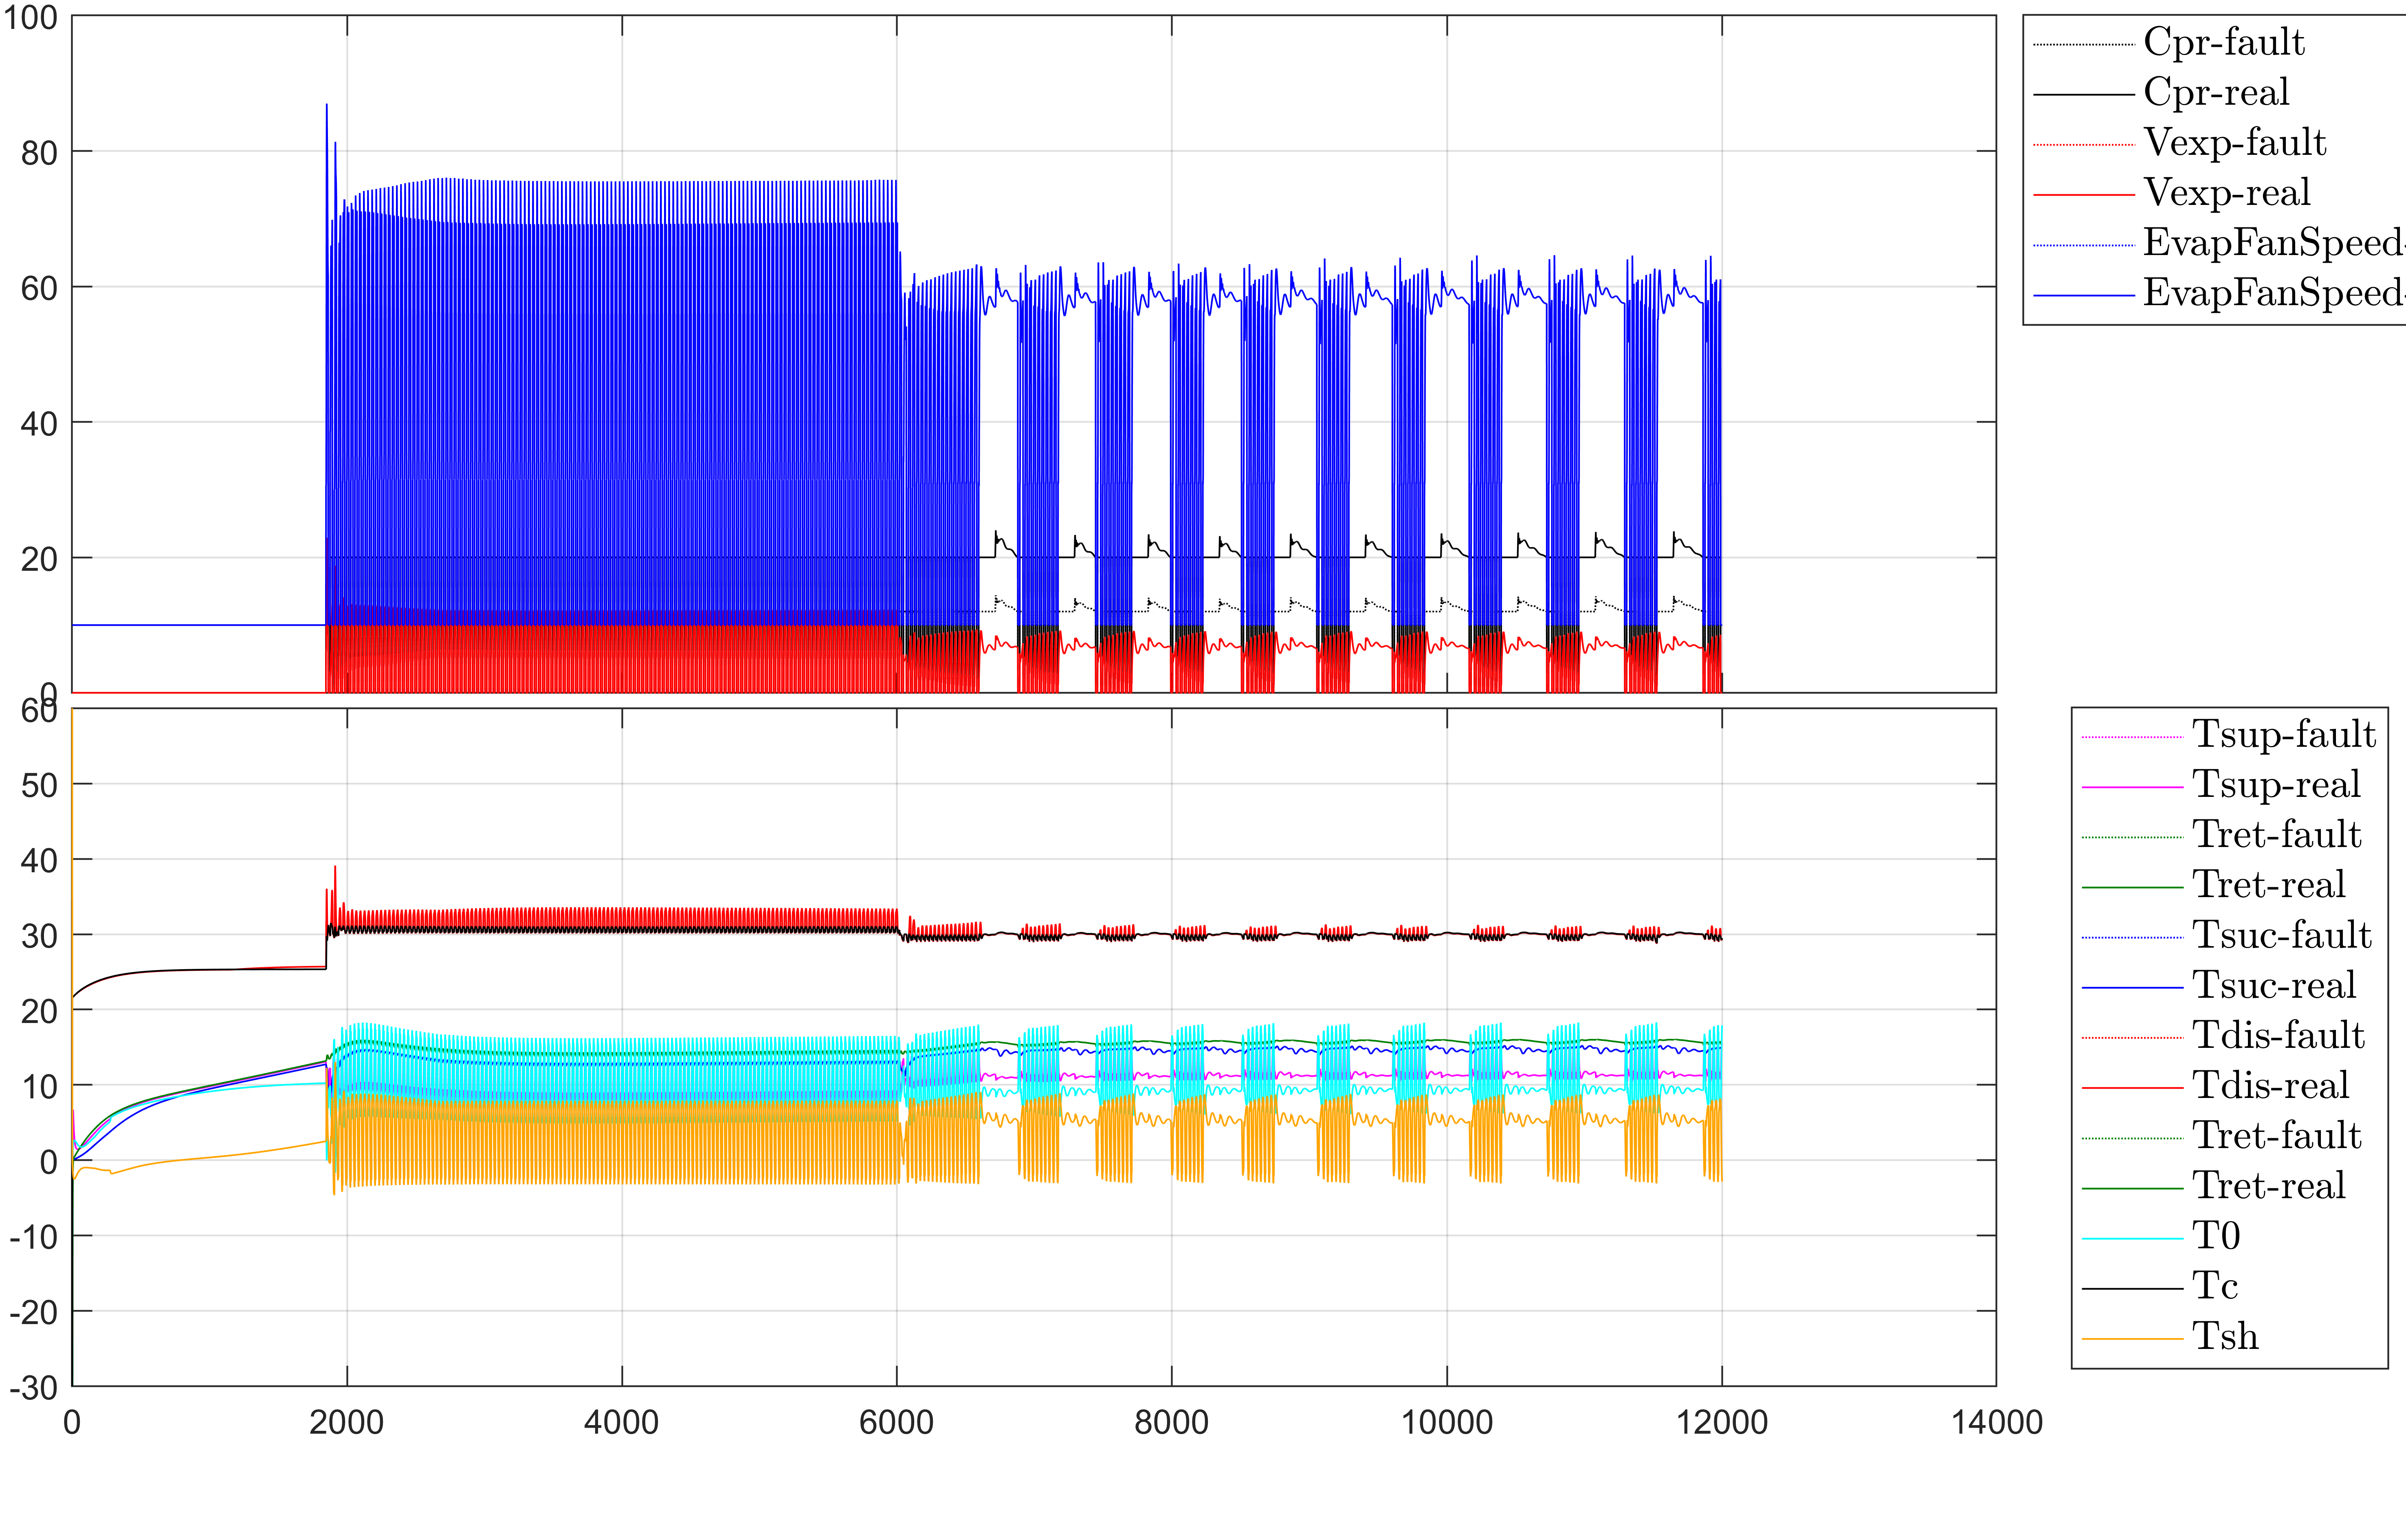 100
80
60
40
20
0
Cpr-fault
Cpr-real
Vexp-fault
Vexp-real
EvapFanSpeed-
EvapFanSpeed-
60
50
40
30
20
10
0
-10
-20
-30
0 2000 4000 6000 8000 10000 12000 14000
Tsup-fault
Tsup-real
Tret-fault
Tret-real
Tsuc-fault
Tsuc-real
Tdis-fault
Tdis-real
Tret-fault
Tret-real
T0
Tc
Tsh